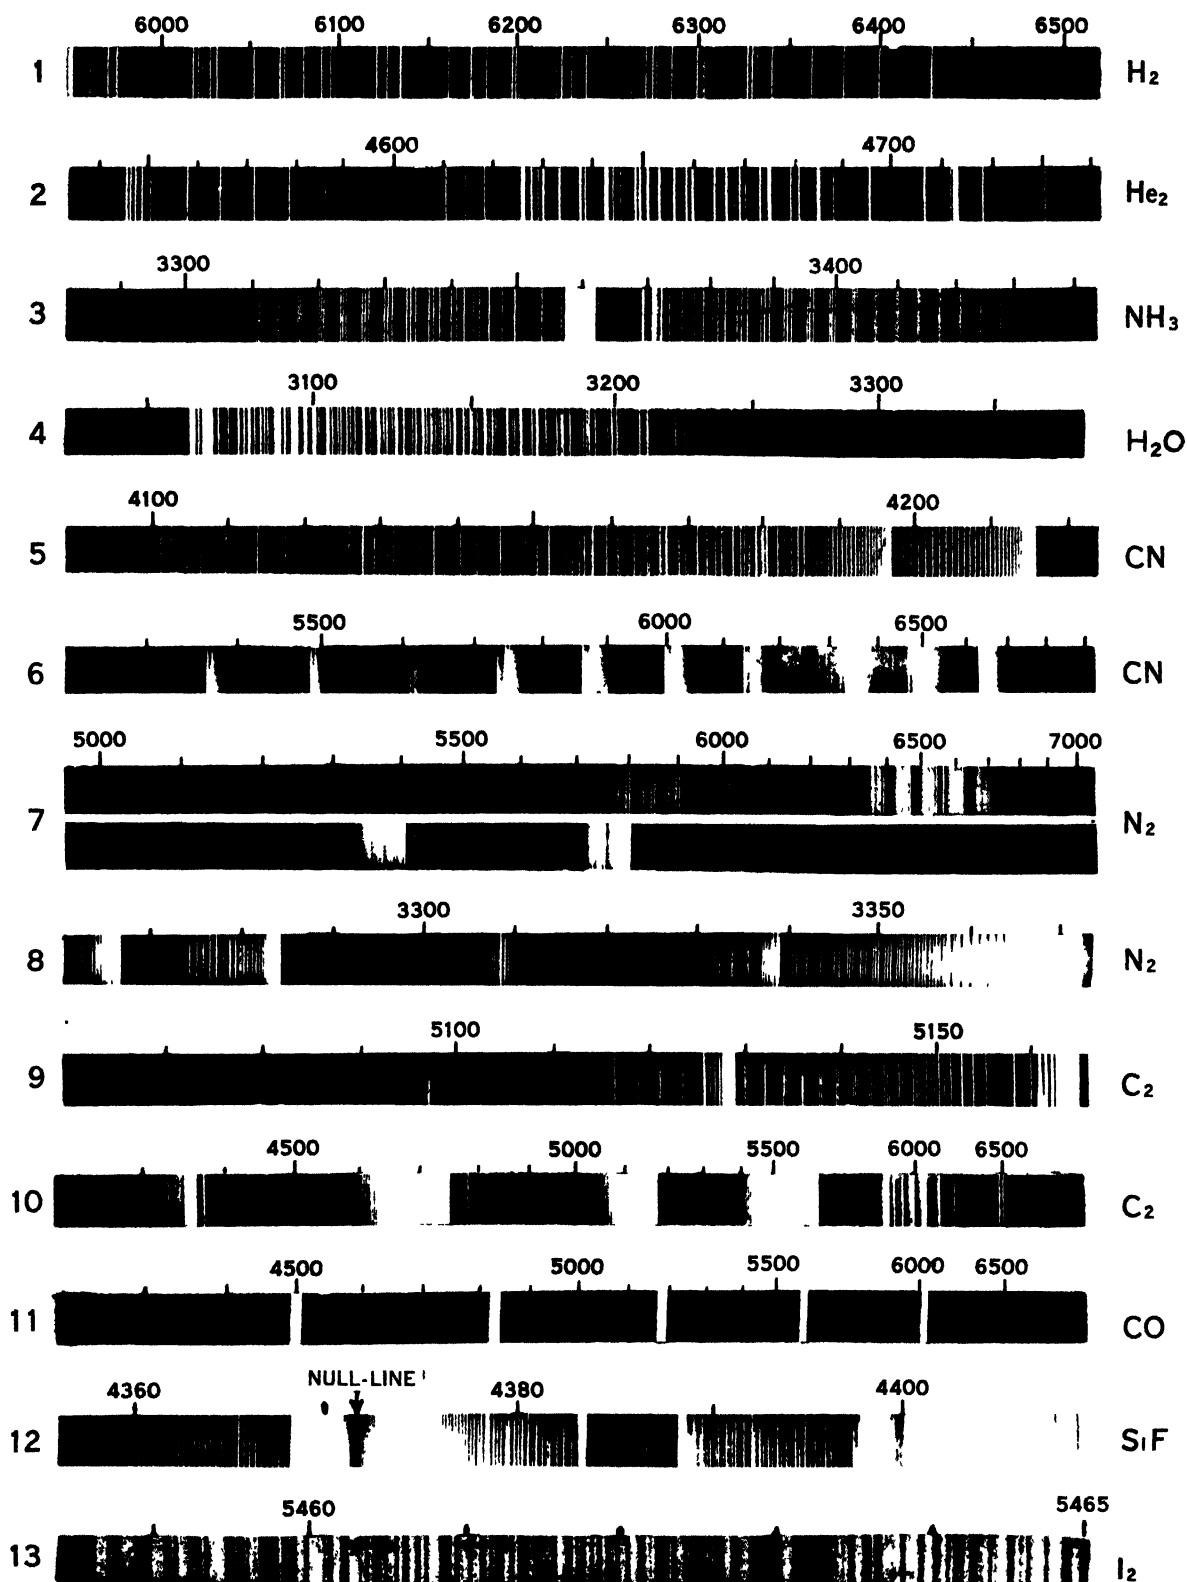 6000 6100 6200 6300 6400 6500
1 H₂
4600 4700
2 He₂
3300 3400
3 NH₃
3100 3200 3300
4 H₂O
4100 4200
5 CN
5500 6000 6500
6 CN
5000 5500 6000 6500 7000
7 N₂
3300 3350
8 N₂
5100 5150
9 C₂
4500 5000 5500 6000 6500
10 C₂
4500 5000 5500 6000 6500
11 CO
NULL-LINE
4360 4380 4400
12 SiF
5460 5465
13 I₂